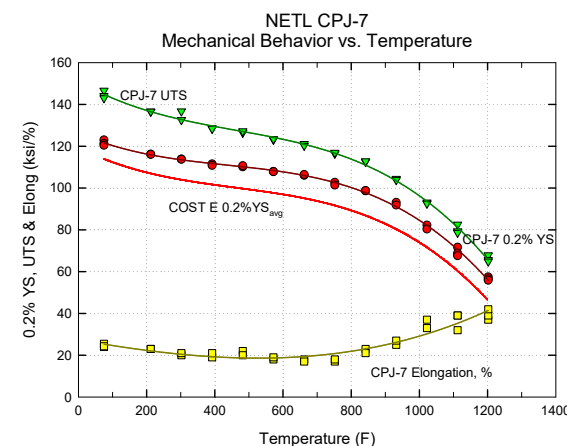 NETL CPJ-7
Mechanical Behavior vs. Temperature
0.2% YS, UTS & Elong (ksi/%)
160
140
120
100
80
60
40
20
0
CPJ-7 UTS
COST E 0.2%YSavg
CPJ-7 0.2% YS
CPJ-7 Elongation, %
0 200 400 600 800 1000 1200 1400
Temperature (F)